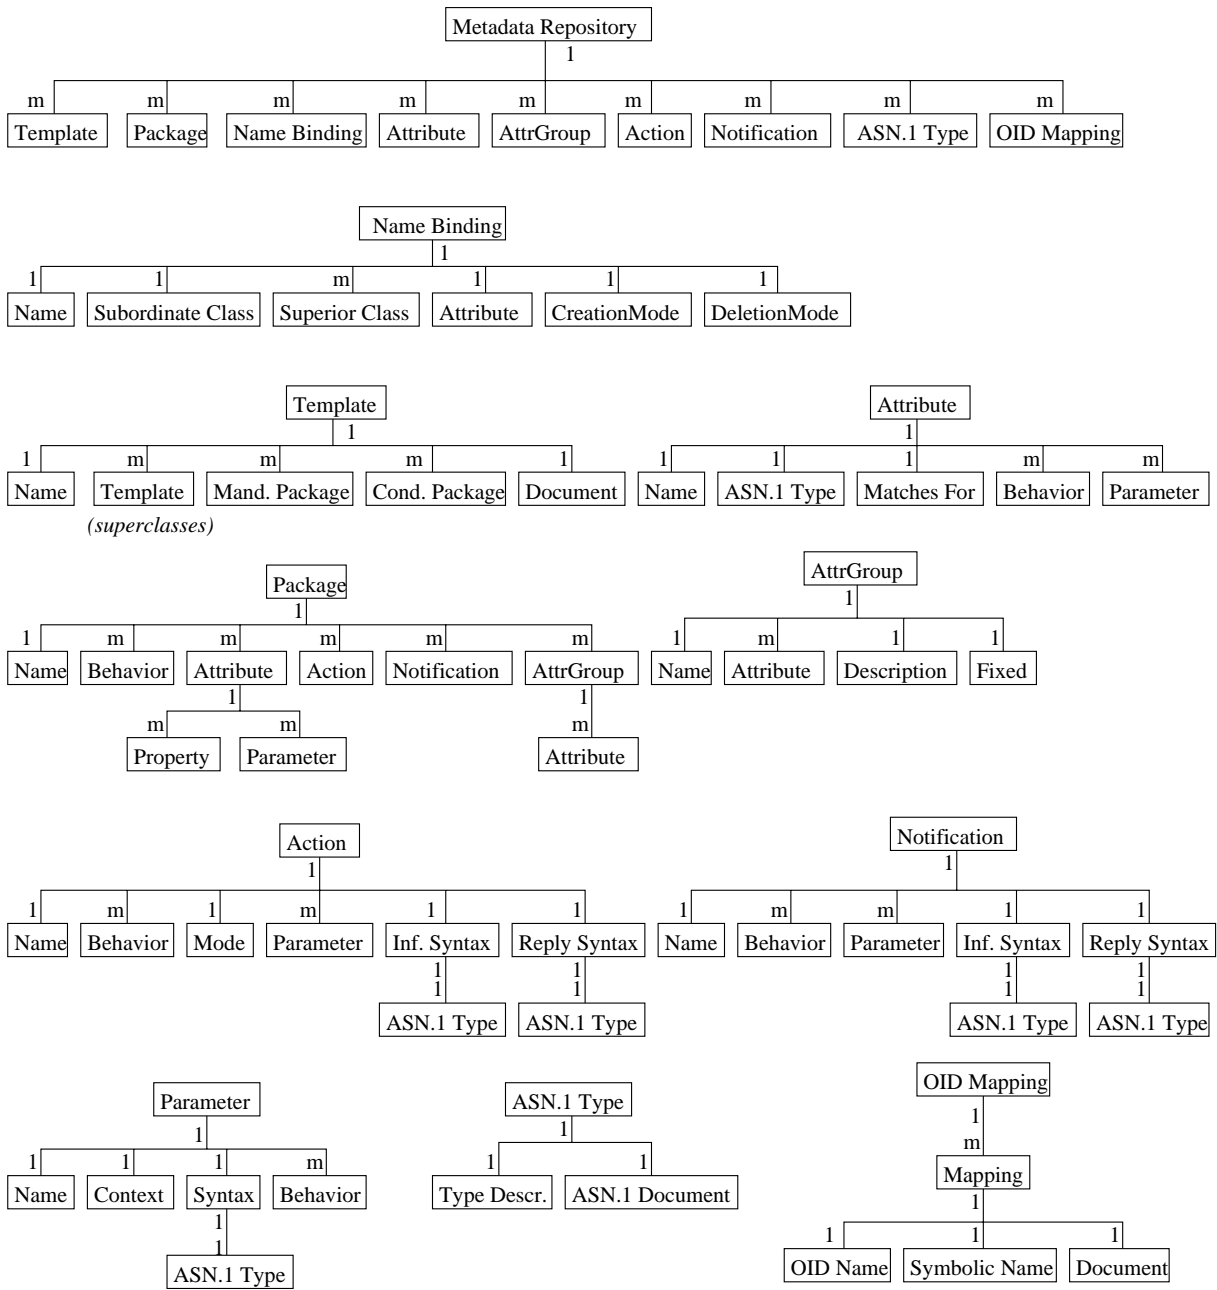 Metadata Repository
1
m m m m m m m m m
Template Package Name Binding Attribute AttrGroup Action Notification ASN.1 Type OID Mapping
Name Binding
1
1 1 m 1 1 1
Name Subordinate Class Superior Class Attribute CreationMode DeletionMode
Template Attribute
1 1
1 m m m 1 1 1 1 m m
Name Template Mand. Package Cond. Package Document Name ASN.1 Type Matches For Behavior Parameter
(superclasses)
Package AttrGroup
1 1
1 m m m m m 1 m 1 1
Name Behavior Attribute Action Notification AttrGroup Name Attribute Description Fixed
1 1
m m m
Property Parameter Attribute
Action Notification
1 1
1 m 1 m 1 1 1 m m 1 1
Name Behavior Mode Parameter Inf. Syntax Reply Syntax Name Behavior Parameter Inf. Syntax Reply Syntax
1 1 1 1
1 1 1 1
ASN.1 Type ASN.1 Type ASN.1 Type ASN.1 Type
Parameter ASN.1 Type OID Mapping
1 1 1
m
1 1 1 m 1 1
Name Context Syntax Behavior Type Descr. ASN.1 Document Mapping
1 1
1 1 1 1
ASN.1 Type OID Name Symbolic Name Document